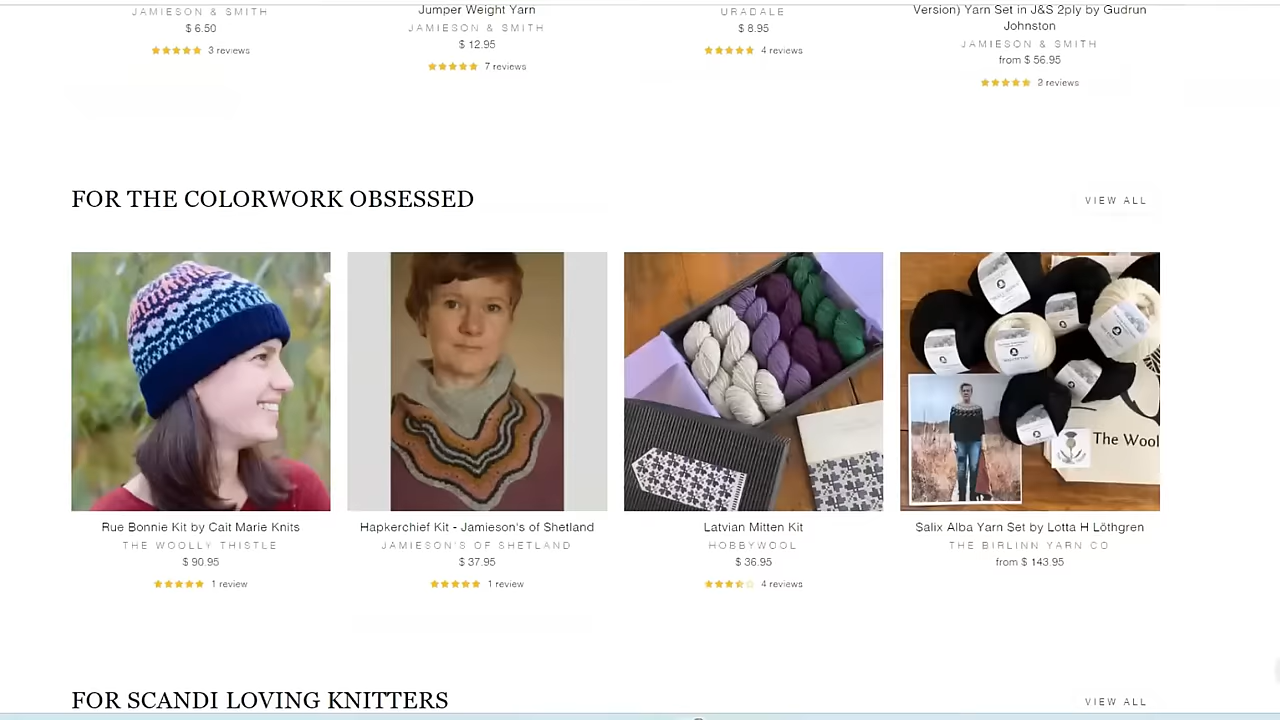 JAMIESON & SMITH
$ 6.50
3 reviews
Jumper Weight Yarn
JAMIESON & SMITH
$ 12.95
7 reviews
URADALE
$ 8.95
4 reviews
Version) Yarn Set in J&S 2ply by Gudrun
Johnston
JAMIESON & SMITH
from $ 56.95
2 reviews
FOR THE COLORWORK OBSESSED
VIEW ALL
The Wool
Rue Bonnie Kit by Cait Marie Knits
THE WOOLLY THISTLE
$ 90.95
1 review
Hapkerchief Kit - Jamieson's of Shetland
JAMIESON'S OF SHETLAND
$ 37.95
1 review
Latvian Mitten Kit
HOBBYWOOL
$ 36.95
4 reviews
Salix Alba Yarn Set by Lotta H Löthgren
THE BIRLINN YARN CO
from $ 143.95
FOR SCANDI LOVING KNITTERS
VIEW ALL